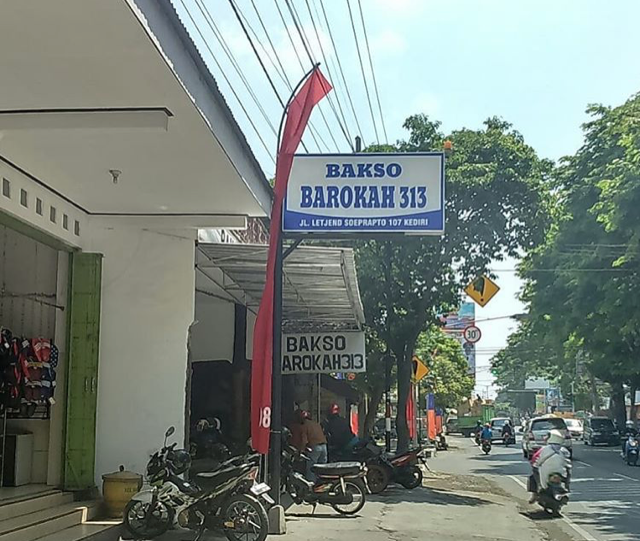 BAKSO
BAROKAH 313
JL. LETJEND SOEPRAPTO 107 KEDIRI
BAKSO
AROKAH313
30